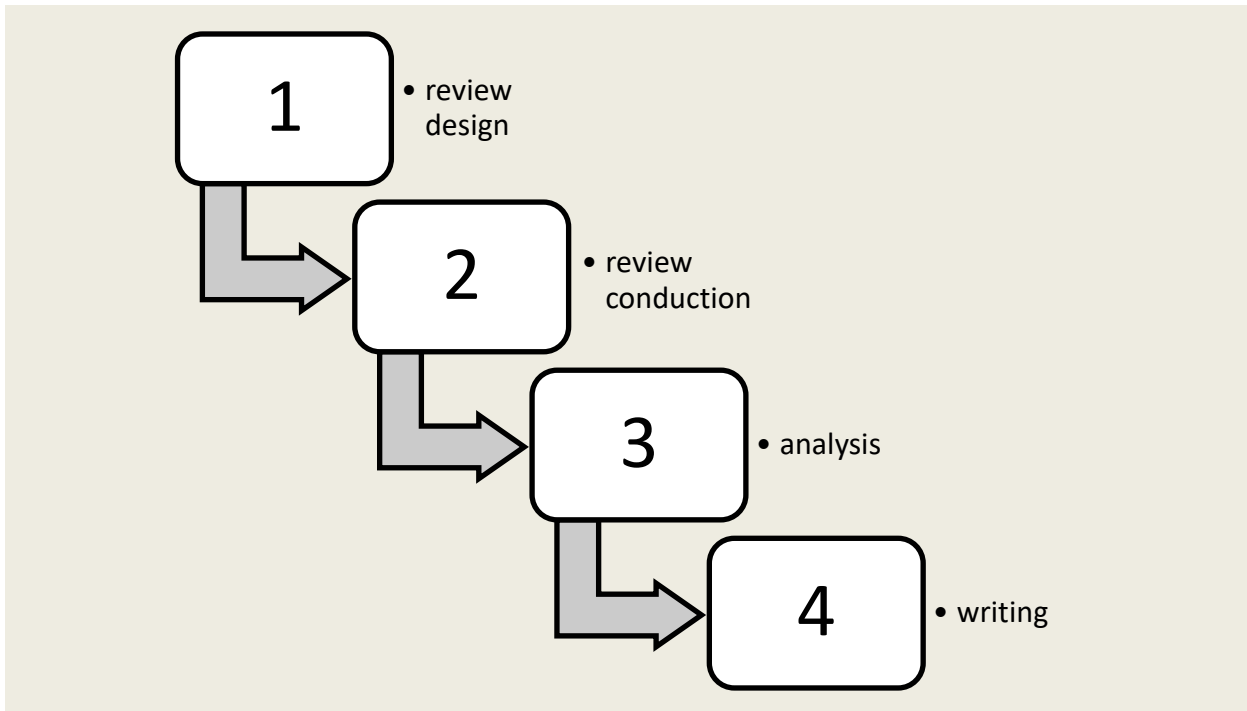 1
• review
design
2
• review
conduction
3
• analysis
4
• writing